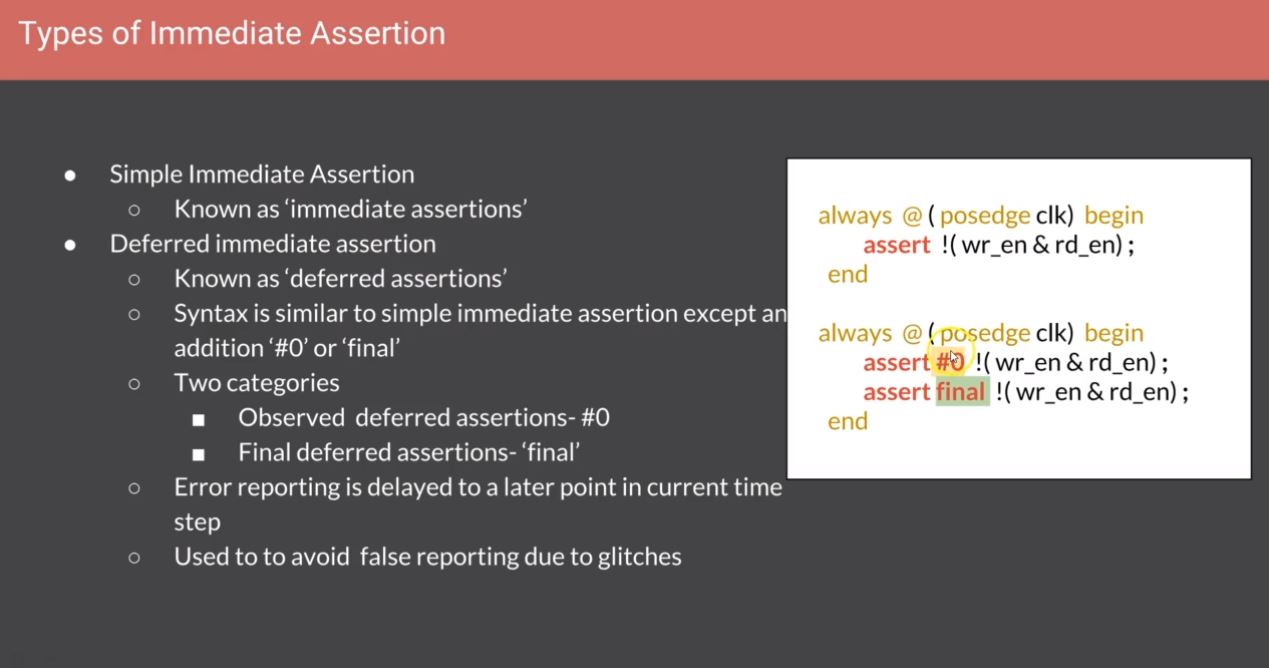 Types of Immediate Assertion
● Simple Immediate Assertion
○ Known as ‘immediate assertions’
● Deferred immediate assertion
○ Known as ‘deferred assertions’
○ Syntax is similar to simple immediate assertion except an
addition ‘#0’ or ‘final’
○ Two categories
■ Observed deferred assertions- #0
■ Final deferred assertions- ‘final’
○ Error reporting is delayed to a later point in current time
step
○ Used to to avoid false reporting due to glitches
always @ ( posedge clk) begin
assert !( wr_en & rd_en) ;
end
always @ ( posedge clk) begin
assert #0 !( wr_en & rd_en) ;
assert final !( wr_en & rd_en) ;
end